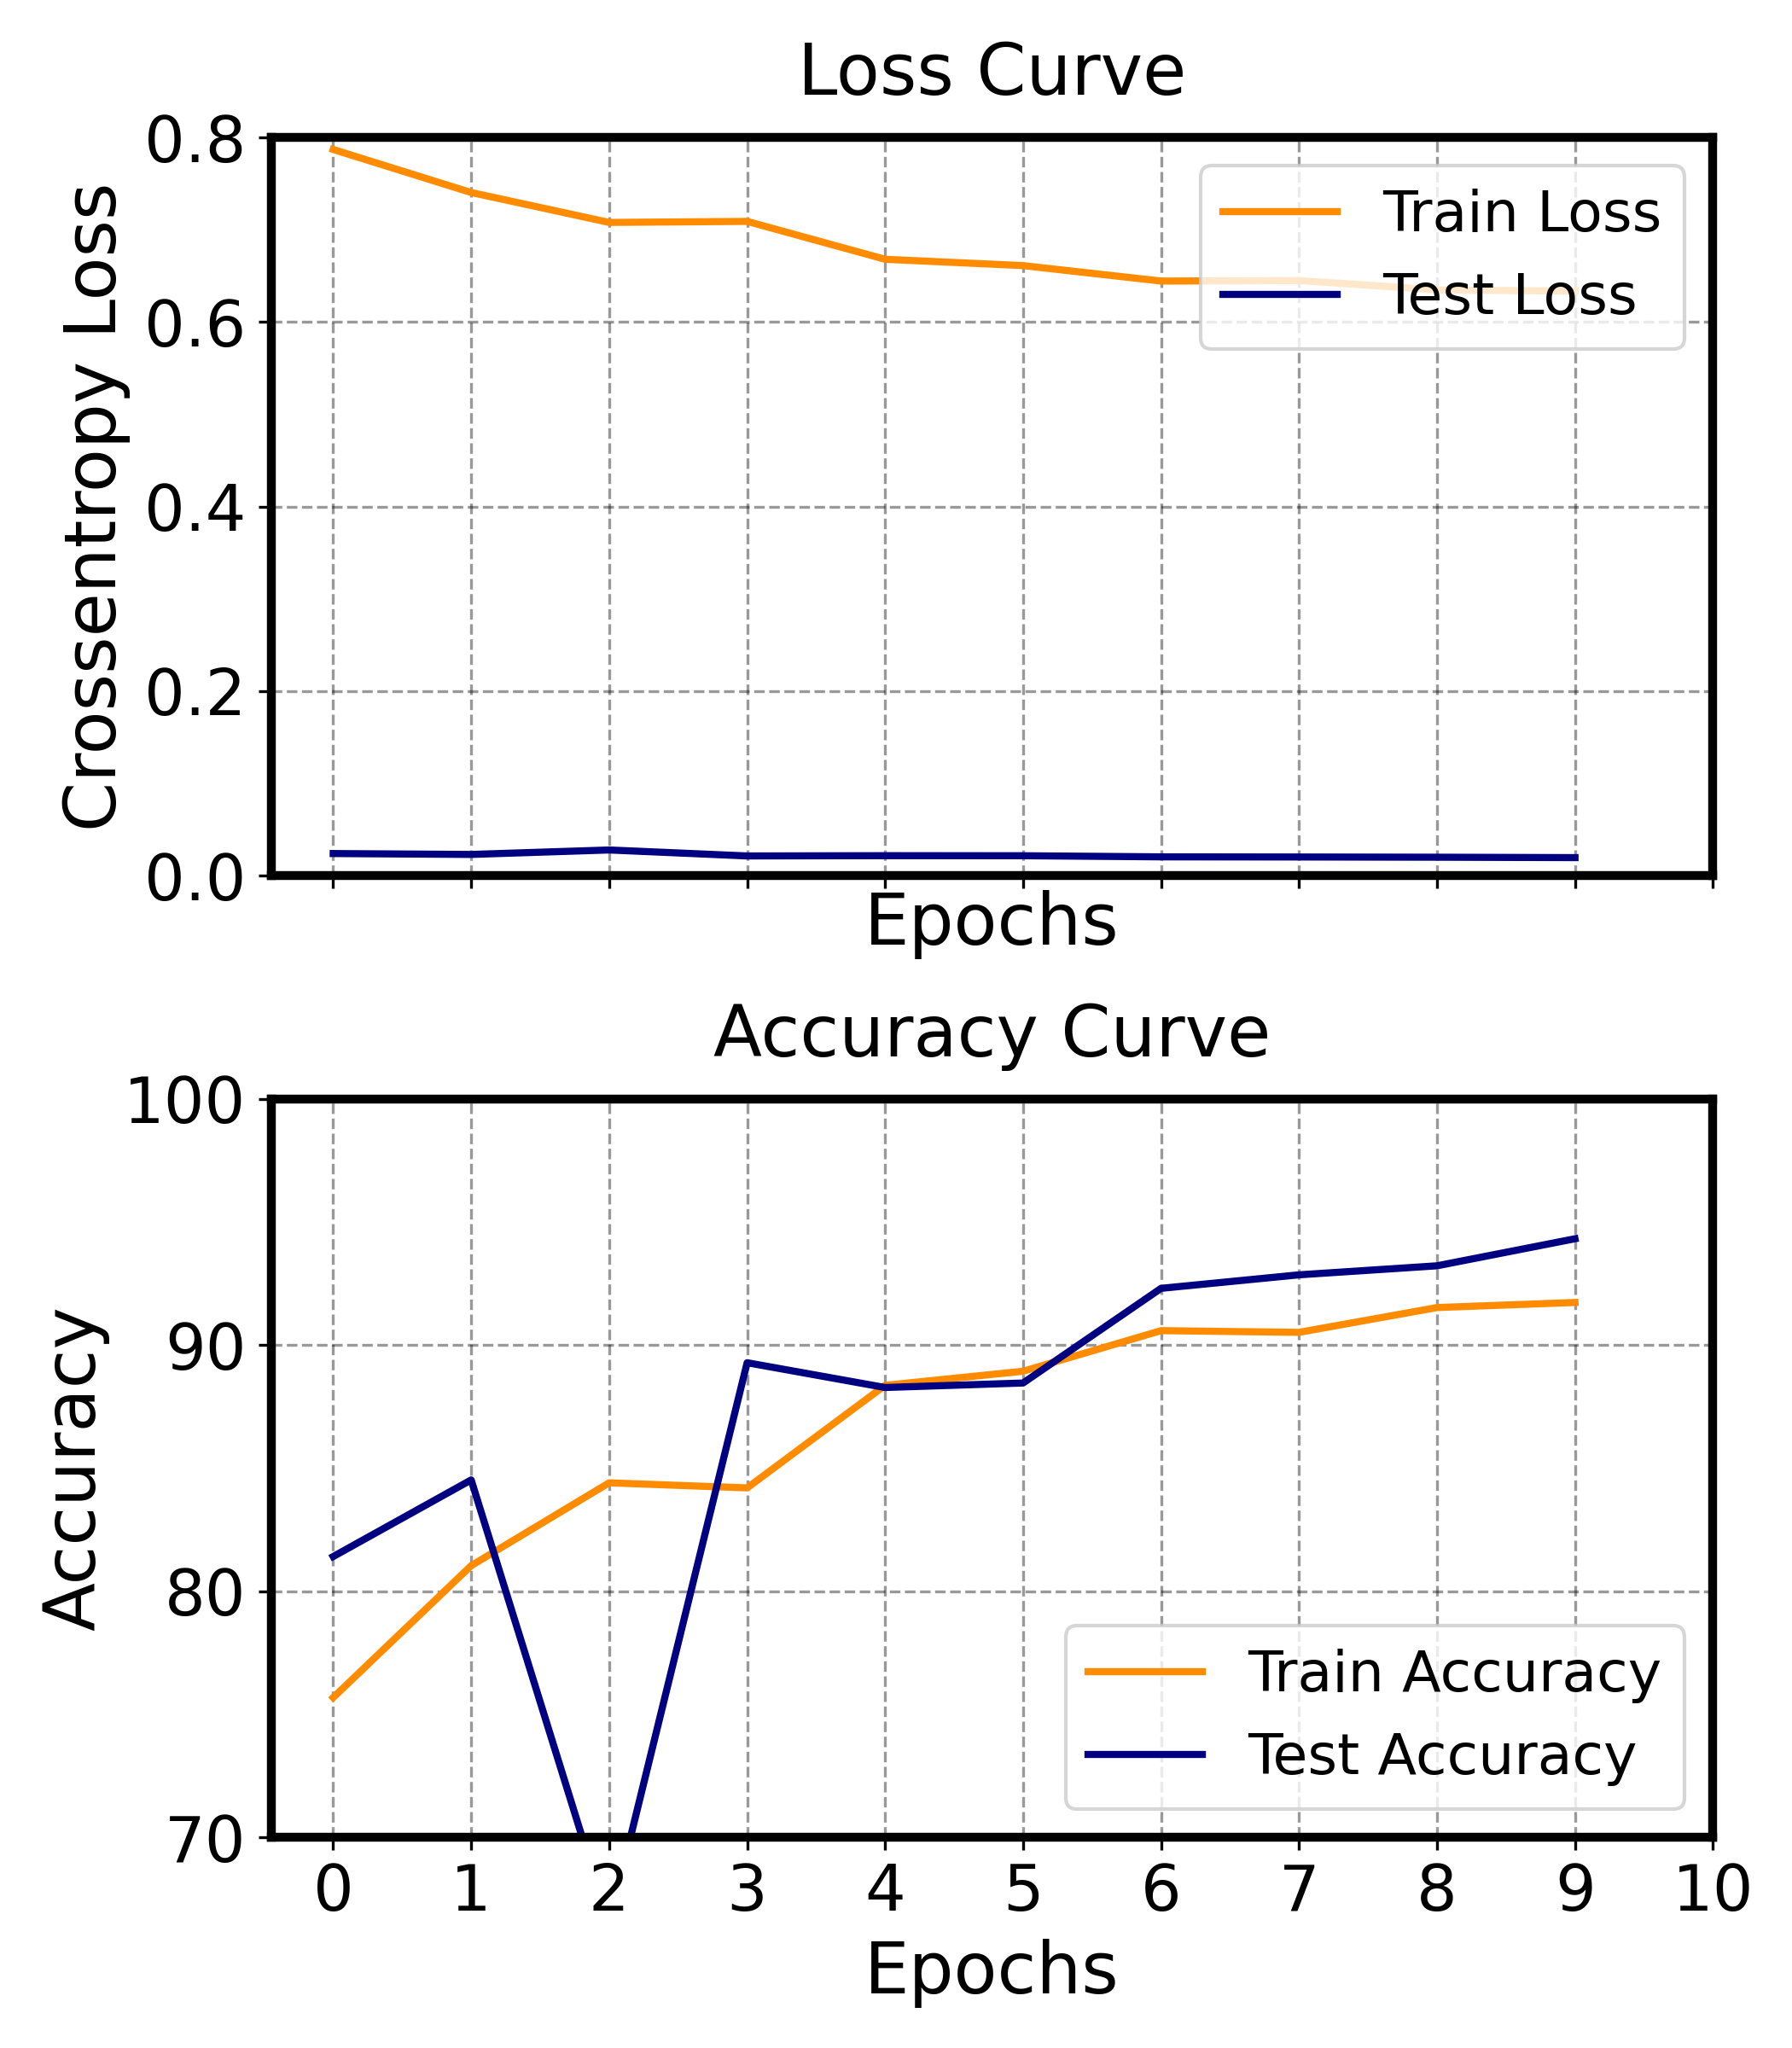 Loss Curve
0.8
0.6
0.4
0.2
0.0
Crossentropy Loss
Train Loss
Test Loss
Epochs
Accuracy Curve
100
90
80
70
Accuracy
Train Accuracy
Test Accuracy
0 1 2 3 4 5 6 7 8 9 10
Epochs